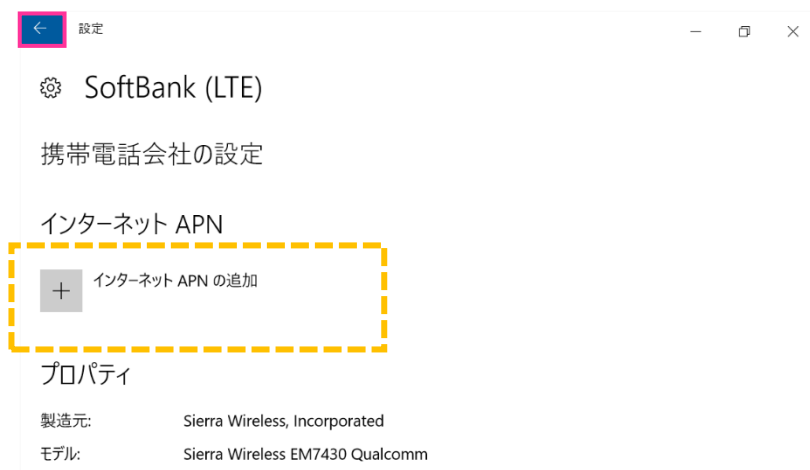 設定
SoftBank (LTE)
携帯電話会社の設定
インターネット APN
インターネット APN の追加
プロパティ
製造元: Sierra Wireless, Incorporated
モデル: Sierra Wireless EM7430 Qualcomm